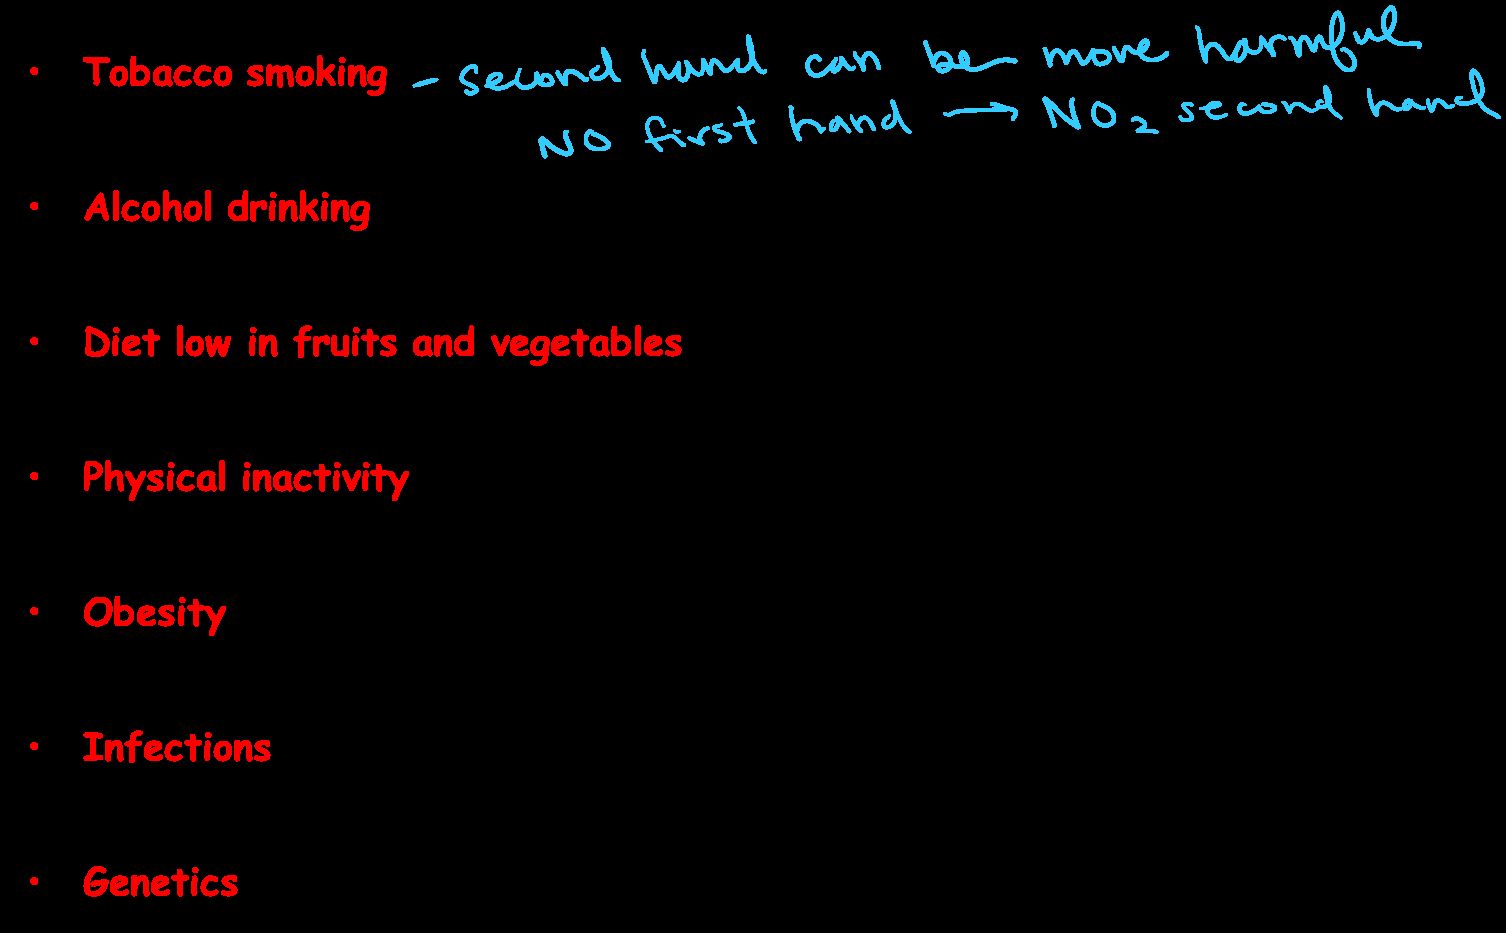 • Tobacco smoking - second hand can be more harmful
NO first hand → NO₂ second hand
• Alcohol drinking
• Diet low in fruits and vegetables
• Physical inactivity
• Obesity
• Infections
• Genetics